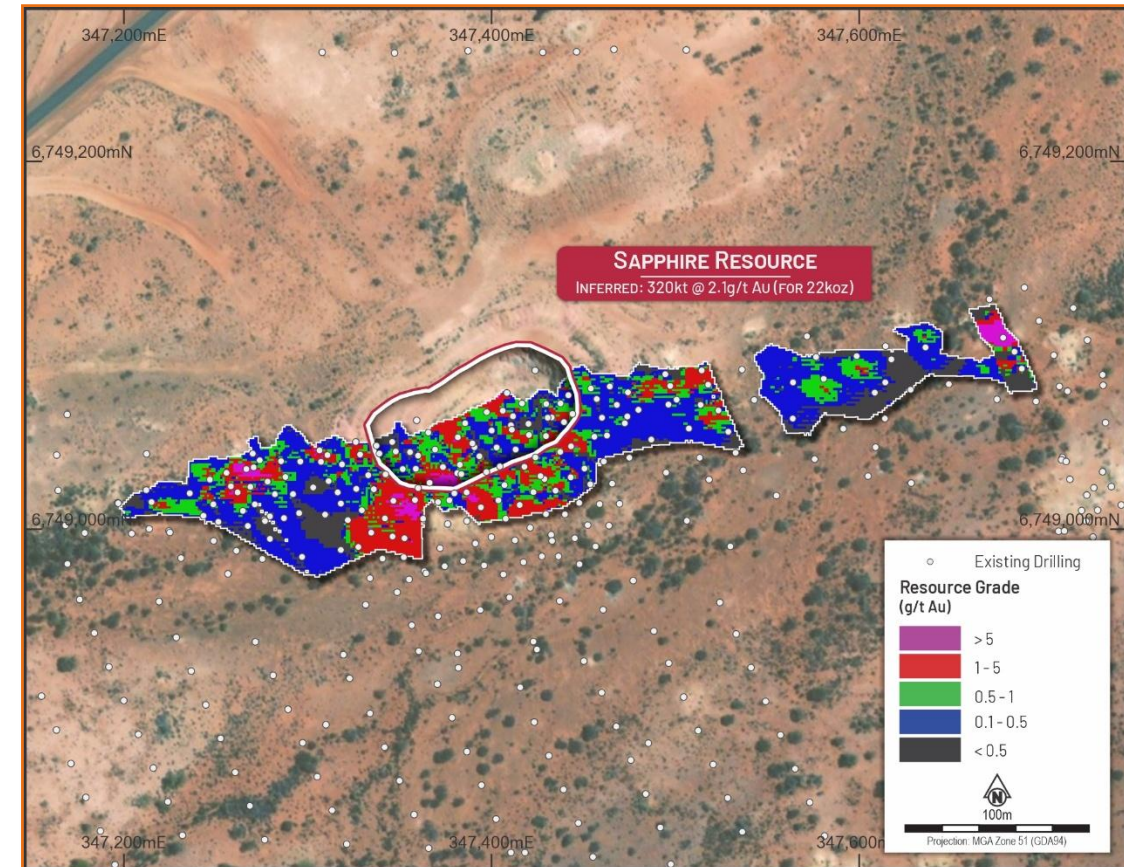 347,200mE 347,400mE 347,600mE
6,749,200mN 6,749,200mN
SAPPHIRE RESOURCE
INFERRED: 320KT @ 2.1G/T AU (FOR 22KOZ)
6,749,000mN 6,749,000mN
Existing Drilling
Resource Grade
(g/t Au)
> 5
1 - 5
0.5 - 1
0.1 - 0.5
< 0.5
N
100m
Projection: MGA Zone 51 (GDA94)
347,200mE 347,400mE 347,600